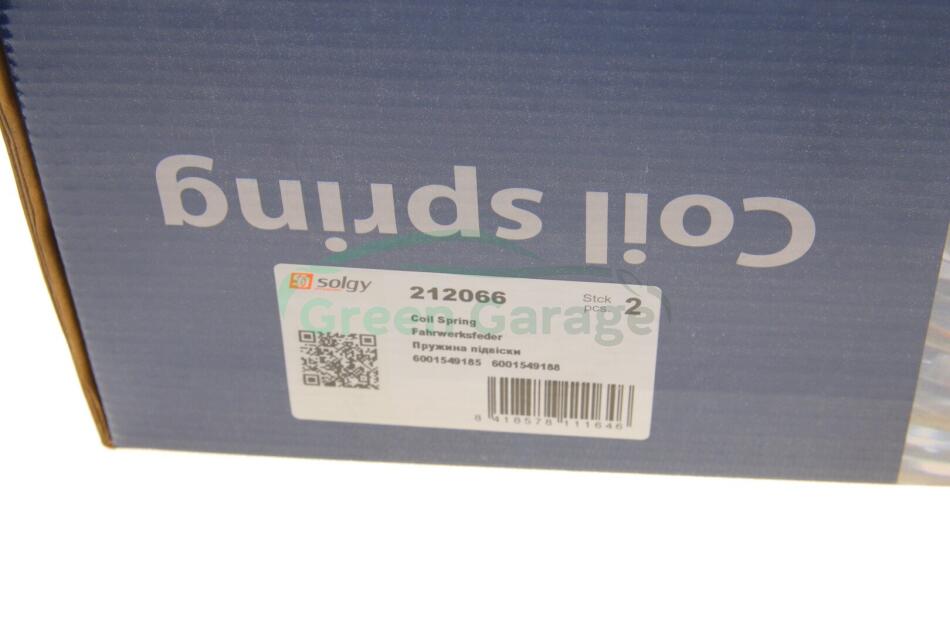 Coil spring
solgy
212066
Stck
pcs. 2
Green Garage
Coil Spring
Fahrwerksfeder
Пружина підвіски
6001549185 6001549188
8 418578 111646